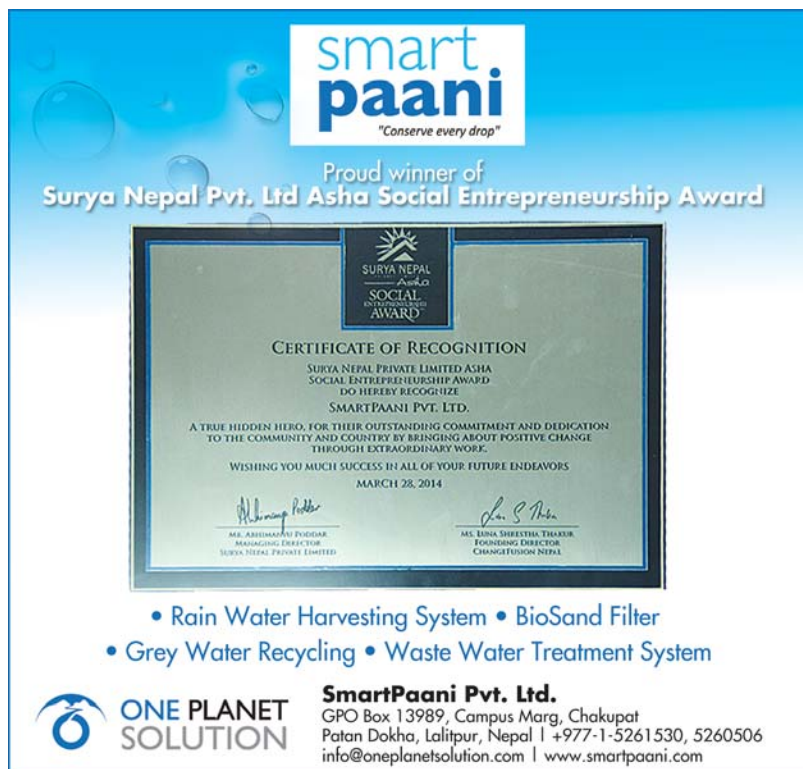 smart
paani
"Conserve every drop"
Proud winner of
Surya Nepal Pvt. Ltd Asha Social Entrepreneurship Award
SURYA NEPAL
Asha
SOCIAL
ENTREPRENEURSHIP
AWARD
CERTIFICATE OF RECOGNITION
SURYA NEPAL PRIVATE LIMITED ASHA
SOCIAL ENTREPRENEURSHIP AWARD
DO HEREBY RECOGNIZE
SMARTPAANI PVT. LTD.
A TRUE HIDDEN HERO, FOR THEIR OUTSTANDING COMMITMENT AND DEDICATION
TO THE COMMUNITY AND COUNTRY BY BRINGING ABOUT POSITIVE CHANGE
THROUGH EXTRAORDINARY WORK.
WISHING YOU MUCH SUCCESS IN ALL OF YOUR FUTURE ENDEAVORS
MARCH 28, 2014
MR. ABHIMANYU PODDAR
MANAGING DIRECTOR
SURYA NEPAL PRIVATE LIMITED
MS. LUNA SHRESTHA THAKUR
FOUNDING DIRECTOR
CHANGEFUSION NEPAL
• Rain Water Harvesting System • BioSand Filter
• Grey Water Recycling • Waste Water Treatment System
ONE PLANET
SOLUTION
SmartPaani Pvt. Ltd.
GPO Box 13989, Campus Marg, Chakupat
Patan Dokha, Lalitpur, Nepal | +977-1-5261530, 5260506
info@oneplanetsolution.com | www.smartpaani.com